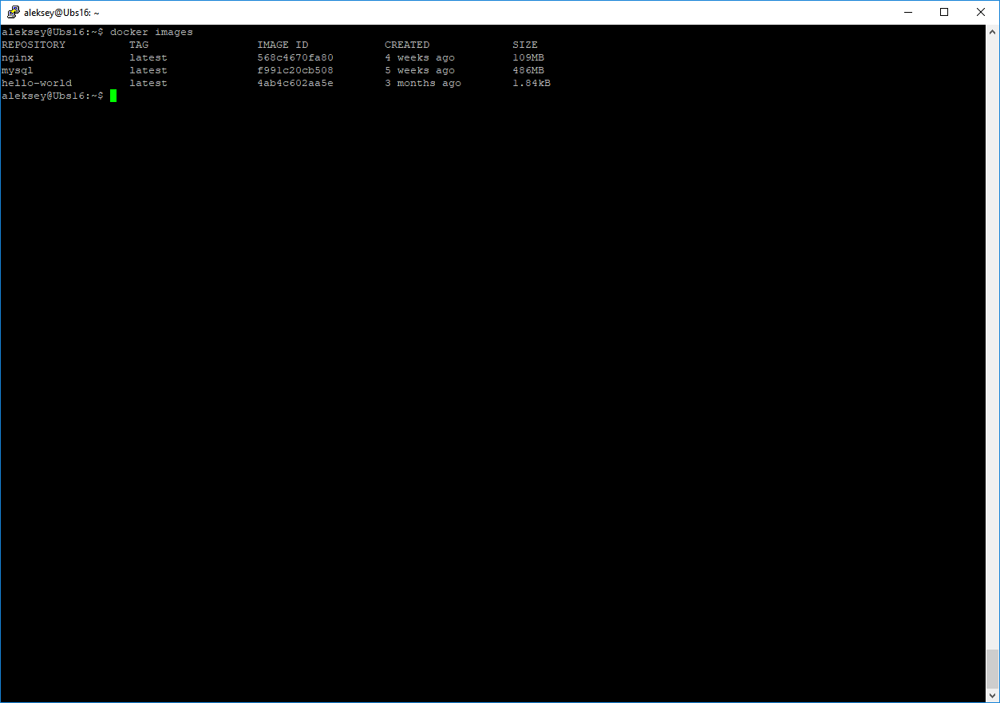 aleksey@Ubs16: ~
aleksey@Ubs16:~$ docker images
REPOSITORY          TAG                 IMAGE ID            CREATED             SIZE
nginx               latest              568c4670fa80        4 weeks ago         109MB
mysql               latest              f991c20cb508        5 weeks ago         486MB
hello-world         latest              4ab4c602aa5e        3 months ago        1.84kB
aleksey@Ubs16:~$